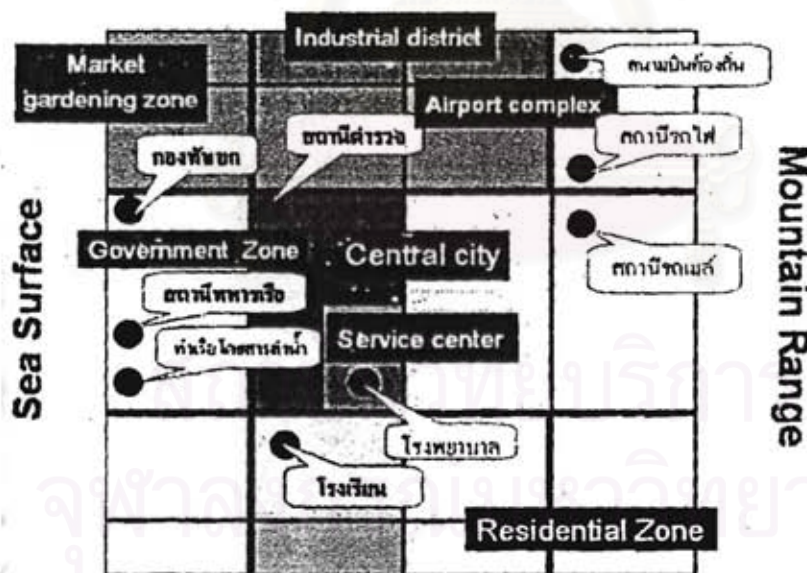 Industrial district
Market
gardening zone
สนามบินท้องถิ่น
Airport complex
สถานีตำรวจ
กองทัพบก
สถานีรถไฟ
Sea Surface
Mountain Range
Government Zone
Central city
สถานีรถเมล์
สถานีทหารเรือ
Service center
ท่าเรือโดยสารลำน้ำ
โรงพยาบาล
โรงเรียน
Residential Zone